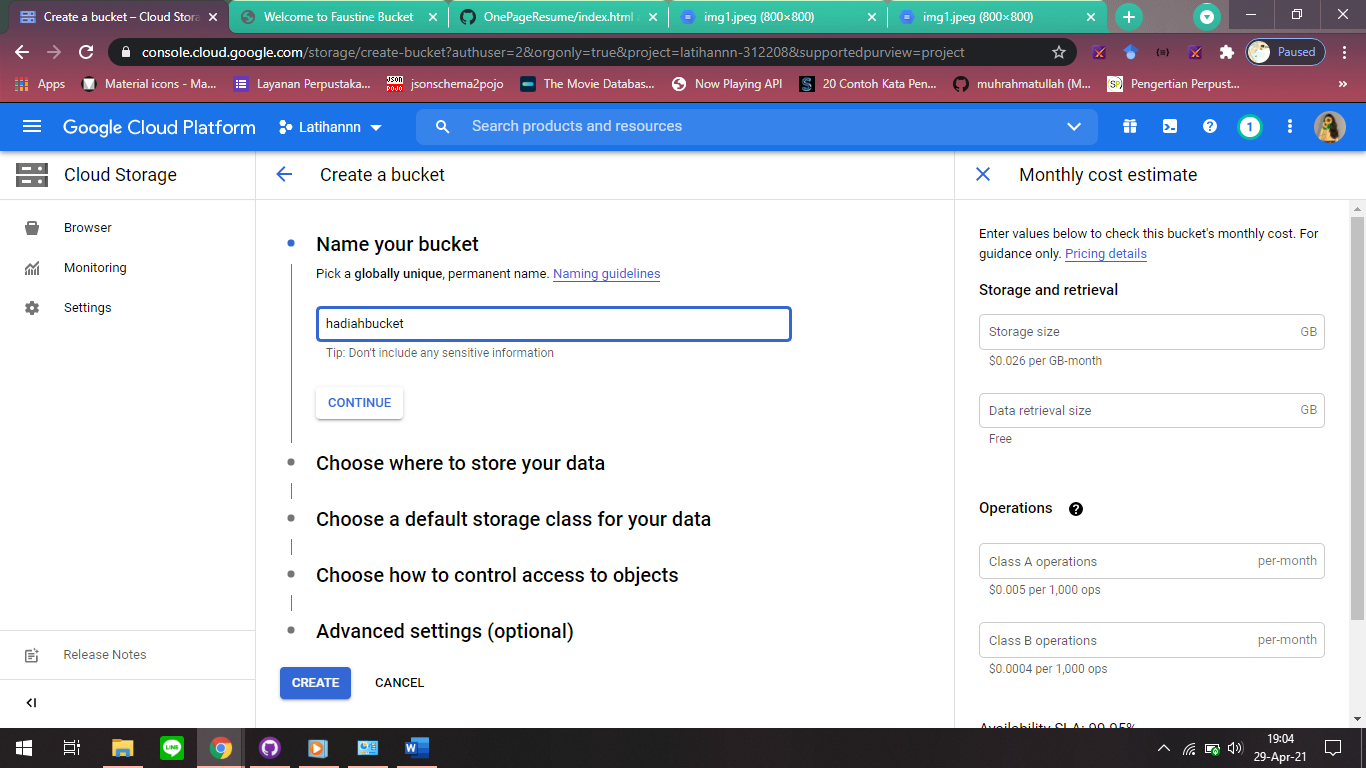 Create a bucket – Cloud Stora
Welcome to Faustine Bucket
OnePageResume/index.html
img1.jpeg (800×800)
img1.jpeg (800×800)
console.cloud.google.com/storage/create-bucket?authuser=2&orgonly=true&project=latihannn-312208&supportedpurview=project
Paused
Apps
Material icons - Ma...
Layanan Perpustaka...
JSON
POJO
jsonschema2pojo
The Movie Databas...
Now Playing API
S
20 Contoh Kata Pen...
muhrahmatullah (M...
Pengertian Perpust...
Google Cloud Platform
Latihannn
Search products and resources
1
Cloud Storage
Create a bucket
Monthly cost estimate
Browser
Monitoring
Settings
Name your bucket
Pick a globally unique, permanent name. Naming guidelines
hadiahbucket
Tip: Don't include any sensitive information
CONTINUE
Choose where to store your data
Choose a default storage class for your data
Choose how to control access to objects
Advanced settings (optional)
CREATE
CANCEL
Enter values below to check this bucket's monthly cost. For
guidance only. Pricing details
Storage and retrieval
Storage size GB
$0.026 per GB-month
Data retrieval size GB
Free
Operations
Class A operations per-month
$0.005 per 1,000 ops
Class B operations per-month
$0.0004 per 1,000 ops
Availability SLA: 99.95%
Release Notes
LINE
19:04
29-Apr-21